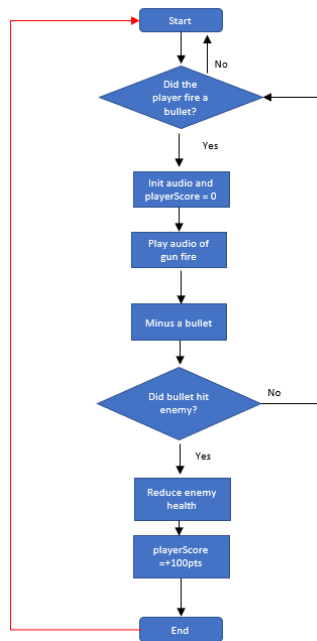 Start
No
Did the
player fire a
bullet?
Yes
Init audio and
playerScore = 0
Play audio of
gun fire
Minus a bullet
Did bullet hit
enemy?
No
Yes
Reduce enemy
health
playerScore
=+100pts
End